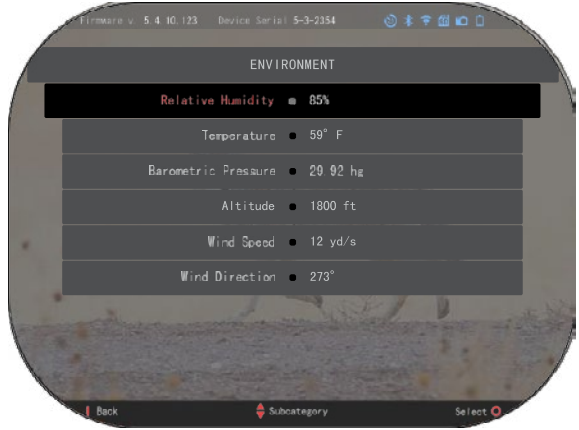 Firmware v. 5.4.10.123 Device Serial 5-3-2354
ENVIRONMENT
Relative Humidity 85%
Temperature 59° F
Barometric Pressure 29 92 hg
Altitude 1800 ft
Wind Speed 12 yd/s
Wind Direction 273°
Back Subcategory Select